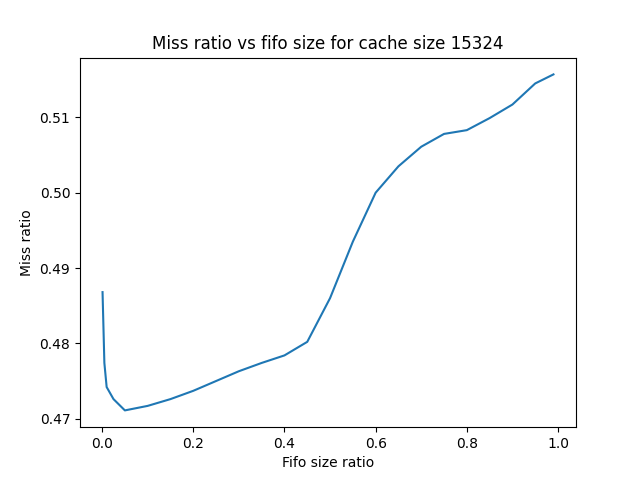 Miss ratio vs fifo size for cache size 15324
0.51
0.50
0.49
0.48
0.47
Miss ratio
0.0 0.2 0.4 0.6 0.8 1.0
Fifo size ratio